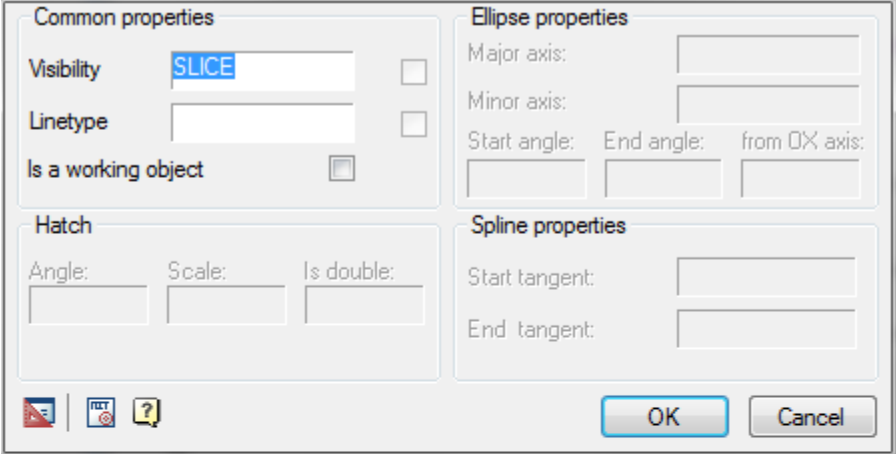 Common properties
Visibility SLICE
Linetype
Is a working object
Ellipse properties
Major axis:
Minor axis:
Start angle: End angle: from OX axis:
Hatch
Angle: Scale: Is double:
Spline properties
Start tangent:
End tangent:
OK Cancel